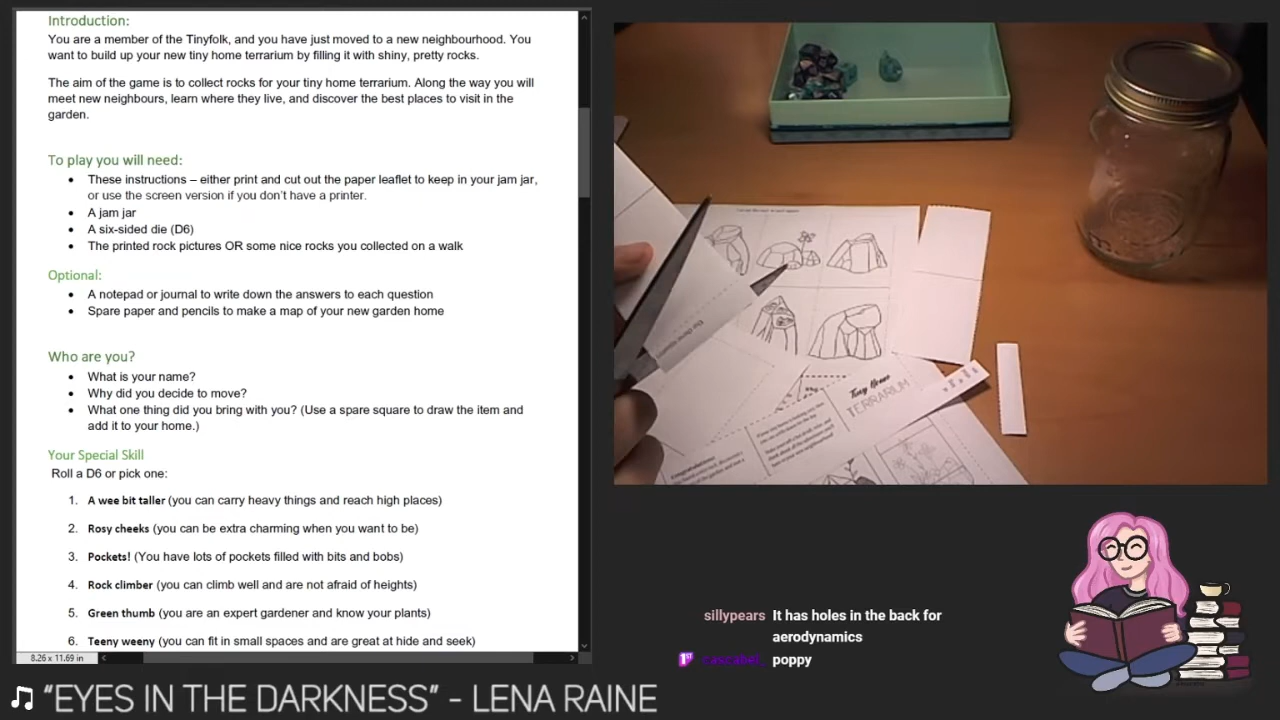 Introduction:
You are a member of the Tinyfolk, and you have just moved to a new neighbourhood. You
want to build up your new tiny home terrarium by filling it with shiny, pretty rocks.
The aim of the game is to collect rocks for your tiny home terrarium. Along the way you will
meet new neighbours, learn where they live, and discover the best places to visit in the
garden.
To play you will need:
• These instructions – either print and cut out the paper leaflet to keep in your jam jar,
or use the screen version if you don’t have a printer.
• A jam jar
• A six-sided die (D6)
• The printed rock pictures OR some nice rocks you collected on a walk
Optional:
• A notepad or journal to write down the answers to each question
• Spare paper and pencils to make a map of your new garden home
Who are you?
• What is your name?
• Why did you decide to move?
• What one thing did you bring with you? (Use a spare square to draw the item and
add it to your home.)
Your Special Skill
Roll a D6 or pick one:
1. A wee bit taller (you can carry heavy things and reach high places)
2. Rosy cheeks (you can be extra charming when you want to be)
3. Pockets! (You have lots of pockets filled with bits and bobs)
4. Rock climber (you can climb well and are not afraid of heights)
5. Green thumb (you are an expert gardener and know your plants)
6. Teeny weeny (you can fit in small spaces and are great at hide and seek)
8.26 x 11.69 in
Tiny Home
TERRARIUM
Congratulations!
sillypears It has holes in the back for
aerodynamics
1ST cascabel_ poppy
"EYES IN THE DARKNESS" - LENA RAINE